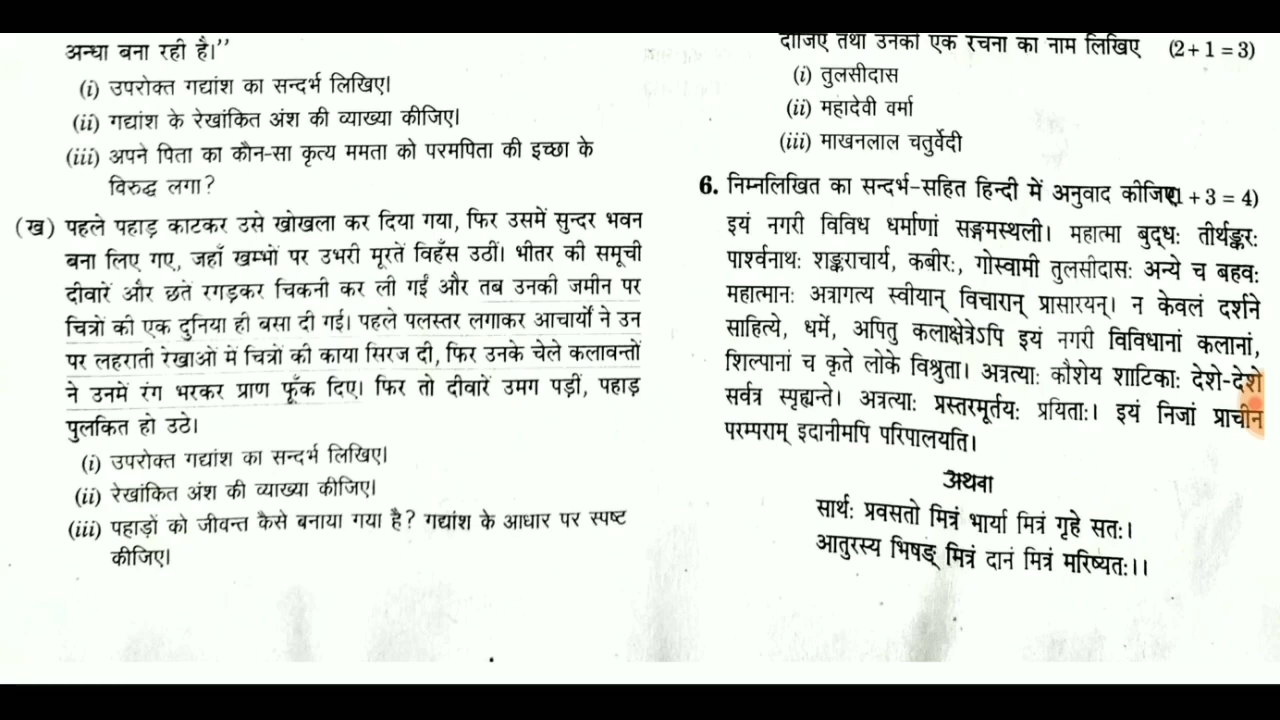 अन्धा बना रही है।"
(i) उपरोक्त गद्यांश का सन्दर्भ लिखिए।
(ii) गद्यांश के रेखांकित अंश की व्याख्या कीजिए।
(iii) अपने पिता का कौन-सा कृत्य ममता को परमपिता की इच्छा के
विरुद्ध लगा?
(ख) पहले पहाड़ काटकर उसे खोखला कर दिया गया, फिर उसमें सुन्दर भवन
बना लिए गए, जहाँ खम्भों पर उभरी मूरतें विहँस उठीं। भीतर की समूची
दीवारें और छतें रगड़कर चिकनी कर ली गईं और तब उनकी जमीन पर
चित्रों की एक दुनिया ही बसा दी गई। पहले पलस्तर लगाकर आचार्यों ने उन
पर लहराती रेखाओं में चित्रों की काया सिरज दी, फिर उनके चेले कलावन्तों
ने उनमें रंग भरकर प्राण फूँक दिए। फिर तो दीवारें उमग पड़ीं, पहाड़
पुलकित हो उठे।
(i) उपरोक्त गद्यांश का सन्दर्भ लिखिए।
(ii) रेखांकित अंश की व्याख्या कीजिए।
(iii) पहाड़ों को जीवन्त कैसे बनाया गया है? गद्यांश के आधार पर स्पष्ट
कीजिए।
दीजिए तथा उनकी एक रचना का नाम लिखिए (2 + 1 = 3)
(i) तुलसीदास
(ii) महादेवी वर्मा
(iii) माखनलाल चतुर्वेदी
6. निम्नलिखित का सन्दर्भ-सहित हिन्दी में अनुवाद कीजिए (1 + 3 = 4)
इयं नगरी विविध धर्माणां सङ्गमस्थली। महात्मा बुद्धः तीर्थङ्करः
पार्श्वनाथः शङ्कराचार्य, कबीरः, गोस्वामी तुलसीदासः अन्ये च बहवः
महात्मानः अत्रागत्य स्वीयान् विचारान् प्रासारयन्। न केवलं दर्शने
साहित्ये, धर्मे, अपितु कलाक्षेत्रेऽपि इयं नगरी विविधानां कलानां,
शिल्पानां च कृते लोके विश्रुता। अत्रत्याः कौशेय शाटिकाः देशे-देशे
सर्वत्र स्पृह्यन्ते। अत्रत्याः प्रस्तरमूर्तयः प्रयिताः। इयं निजां प्राचीन
परम्पराम् इदानीमपि परिपालयति।
अथवा
सार्थः प्रवसतो मित्रं भार्या मित्रं गृहे सतः।
आतुरस्य भिषङ् मित्रं दानं मित्रं मरिष्यतः।।